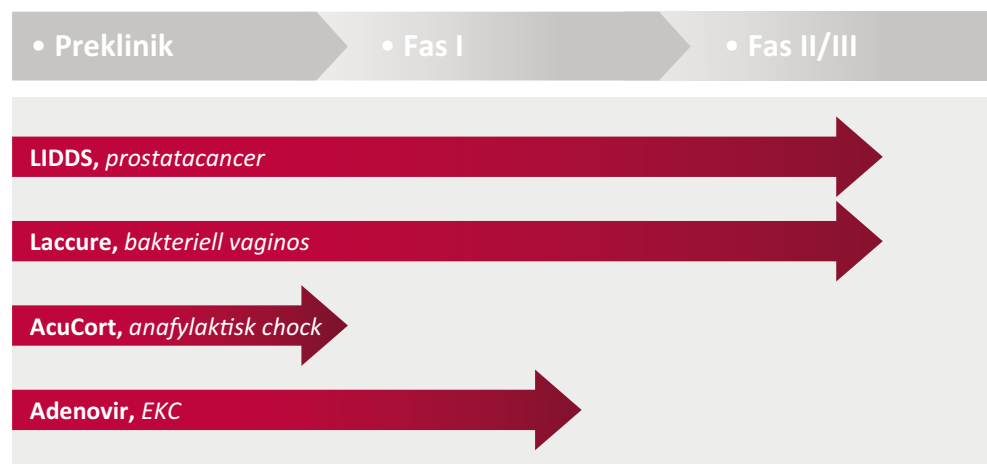 • Preklinik • Fas I • Fas II/III
LIDDS, prostatacancer
Laccure, bakteriell vaginos
AcuCort, anafylaktisk chock
Adenovir, EKC